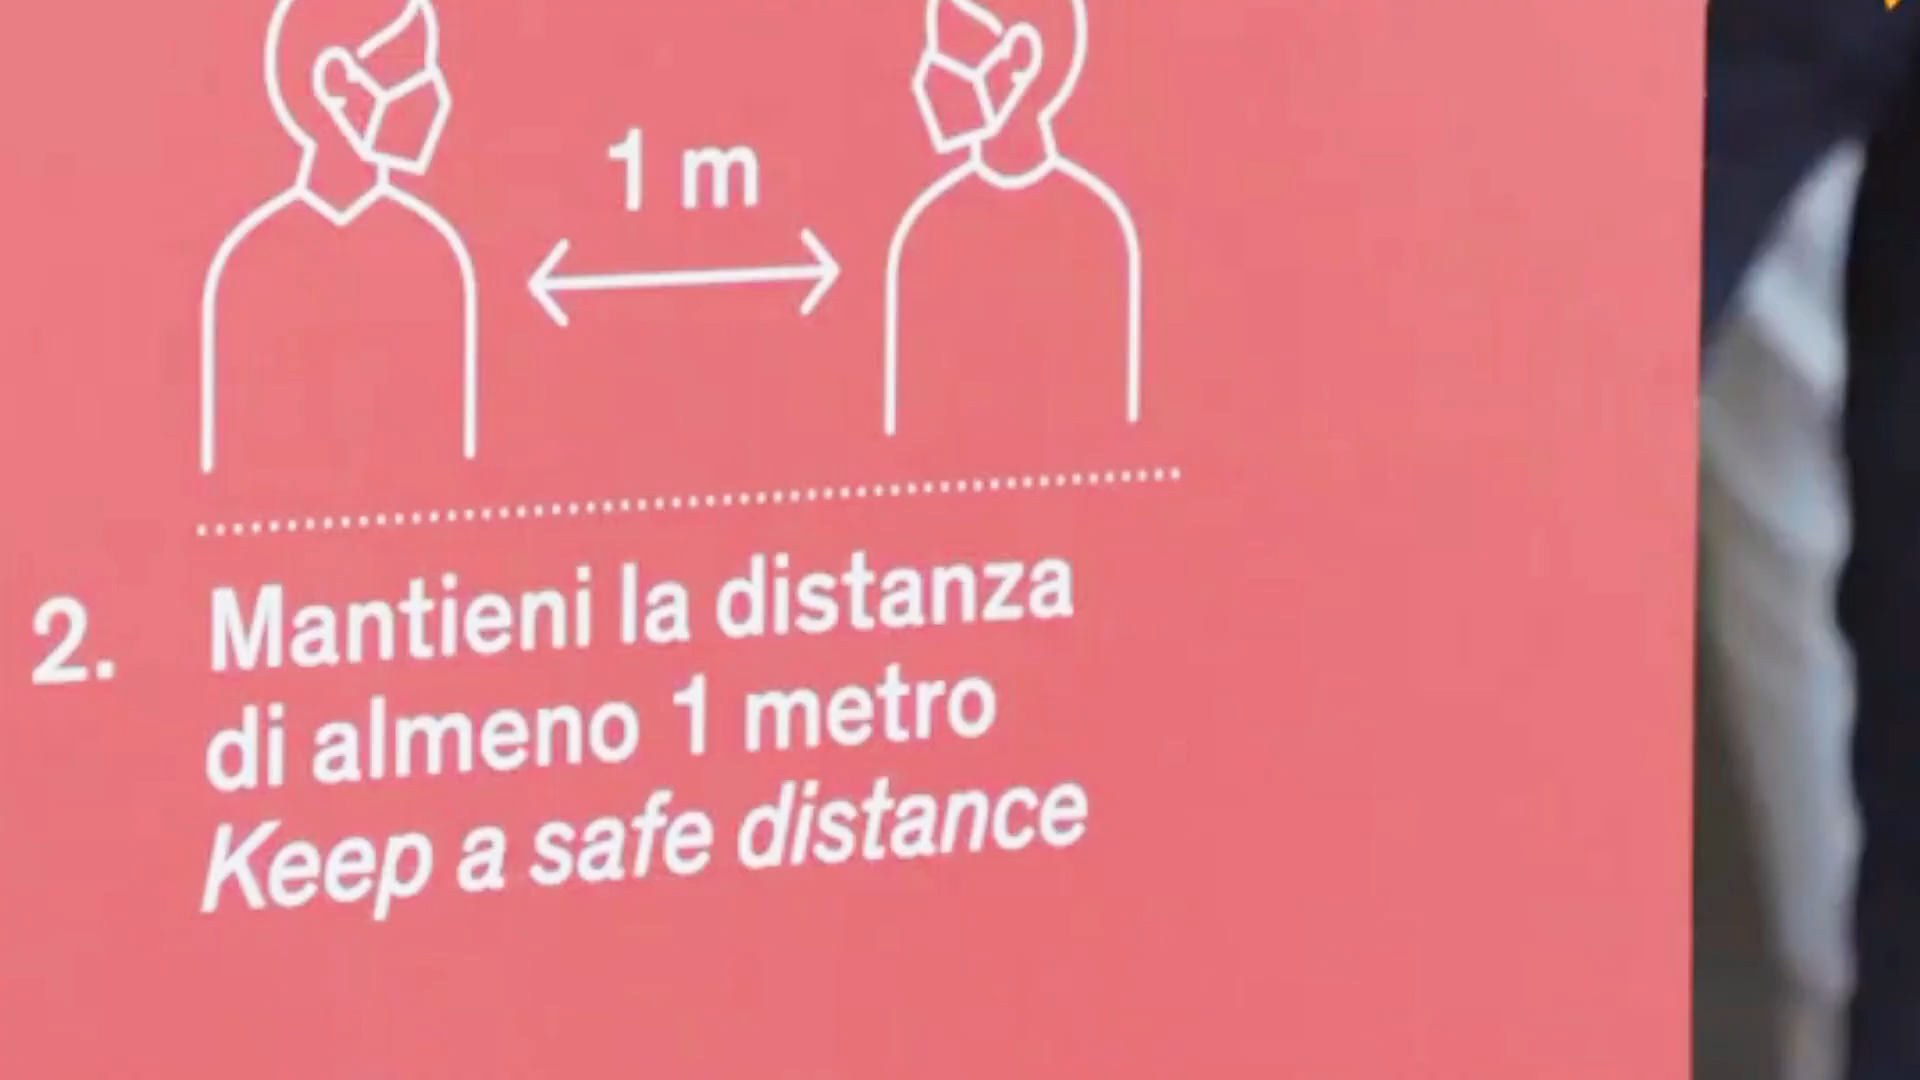 1 m
2. Mantieni la distanza
di almeno 1 metro
Keep a safe distance